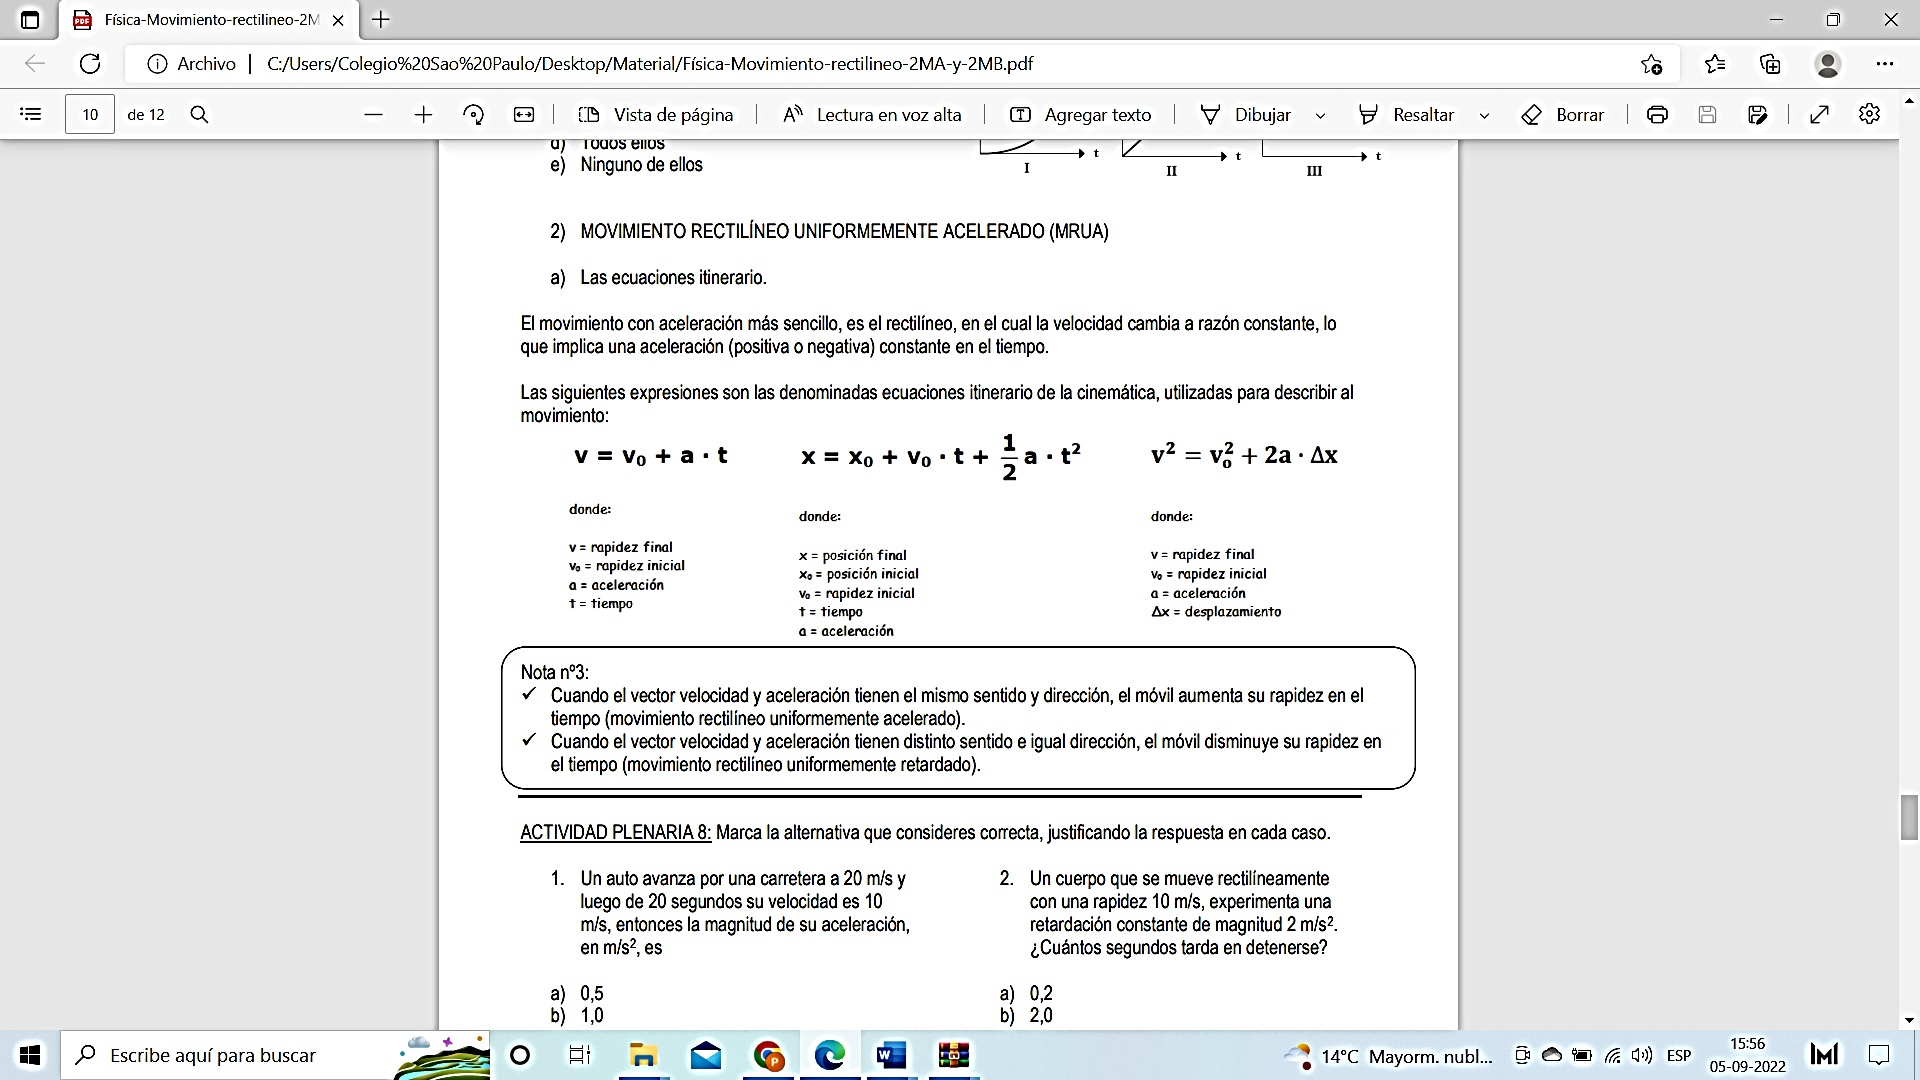 Física-Movimiento-rectilineo-2M
Archivo
C:/Users/Colegio%20Sao%20Paulo/Desktop/Material/Física-Movimiento-rectilineo-2MA-y-2MB.pdf
10 de 12
Vista de página
Lectura en voz alta
Agregar texto
Dibujar
Resaltar
Borrar
d) Todos ellos
e) Ninguno de ellos
t t t
I II III
2) MOVIMIENTO RECTILÍNEO UNIFORMEMENTE ACELERADO (MRUA)
a) Las ecuaciones itinerario.
El movimiento con aceleración más sencillo, es el rectilíneo, en el cual la velocidad cambia a razón constante, lo
que implica una aceleración (positiva o negativa) constante en el tiempo.
Las siguientes expresiones son las denominadas ecuaciones itinerario de la cinemática, utilizadas para describir al
movimiento:
v = v₀ + a · t
donde:
v = rapidez final
v₀ = rapidez inicial
a = aceleración
t = tiempo
x = x₀ + v₀ · t + 1/2 a · t²
donde:
x = posición final
x₀ = posición inicial
v₀ = rapidez inicial
t = tiempo
a = aceleración
v² = v₀² + 2a · Δx
donde:
v = rapidez final
v₀ = rapidez inicial
a = aceleración
Δx = desplazamiento
Nota nº3:
✓ Cuando el vector velocidad y aceleración tienen el mismo sentido y dirección, el móvil aumenta su rapidez en el
tiempo (movimiento rectilíneo uniformemente acelerado).
✓ Cuando el vector velocidad y aceleración tienen distinto sentido e igual dirección, el móvil disminuye su rapidez en
el tiempo (movimiento rectilíneo uniformemente retardado).
ACTIVIDAD PLENARIA 8: Marca la alternativa que consideres correcta, justificando la respuesta en cada caso.
1. Un auto avanza por una carretera a 20 m/s y
luego de 20 segundos su velocidad es 10
m/s, entonces la magnitud de su aceleración,
en m/s², es
a) 0,5
b) 1,0
2. Un cuerpo que se mueve rectilíneamente
con una rapidez 10 m/s, experimenta una
retardación constante de magnitud 2 m/s².
¿Cuántos segundos tarda en detenerse?
a) 0,2
b) 2,0
Escribe aquí para buscar
14°C Mayorm. nubl...
ESP
15:56
05-09-2022